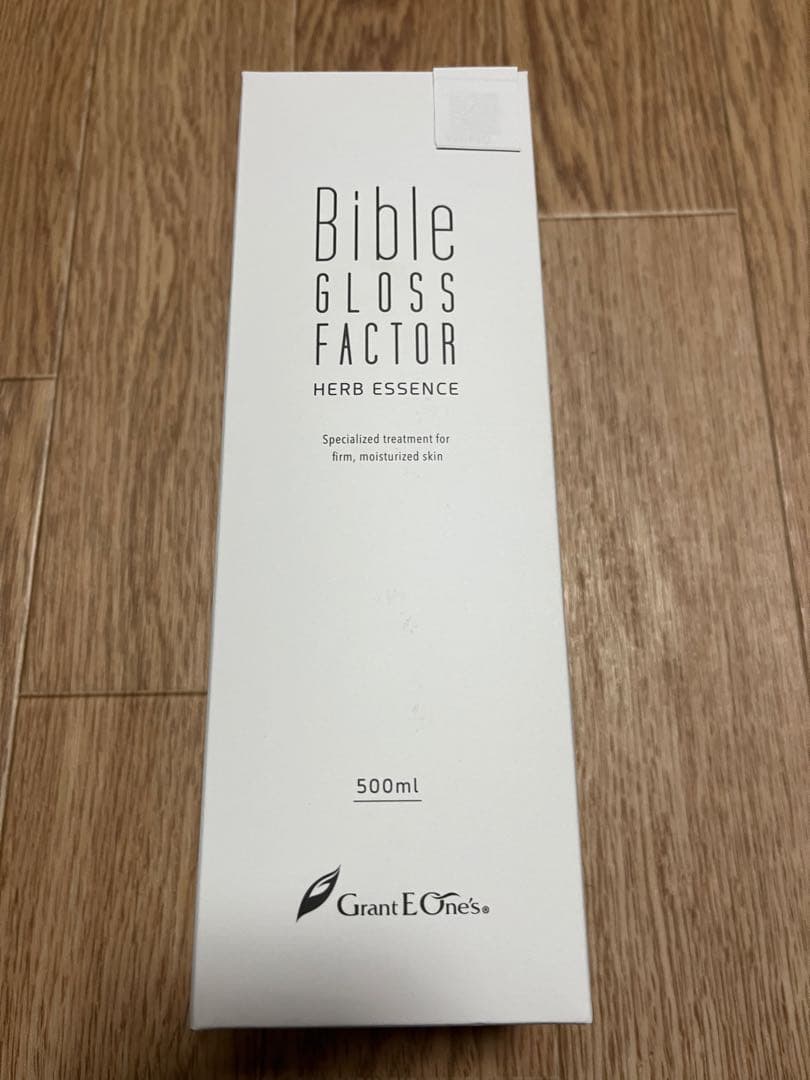 Bible
GLOSS
FACTOR
HERB ESSENCE
Specialized treatment for
firm, moisturized skin
500ml
Grant E One's®